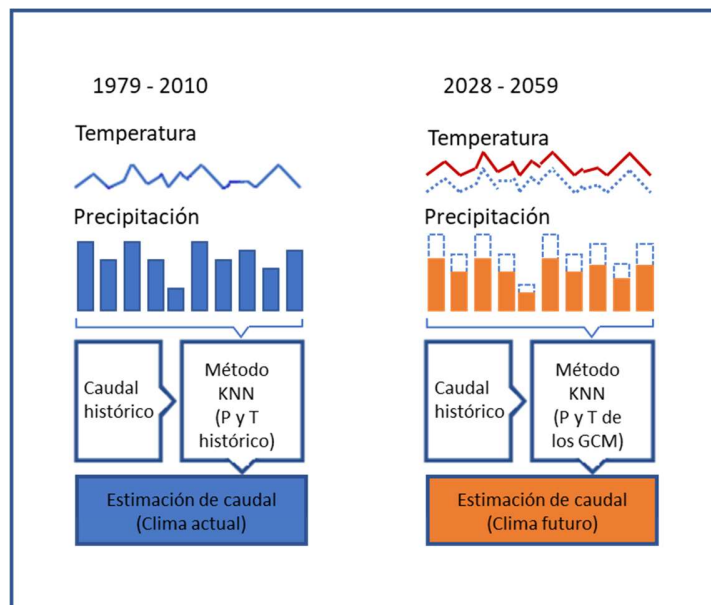 1979 - 2010
Temperatura
Precipitación
Caudal
histórico
Método
KNN
(P y T
histórico)
Estimación de caudal
(Clima actual)
2028 - 2059
Temperatura
Precipitación
Caudal
histórico
Método
KNN
(P y T de
los GCM)
Estimación de caudal
(Clima futuro)